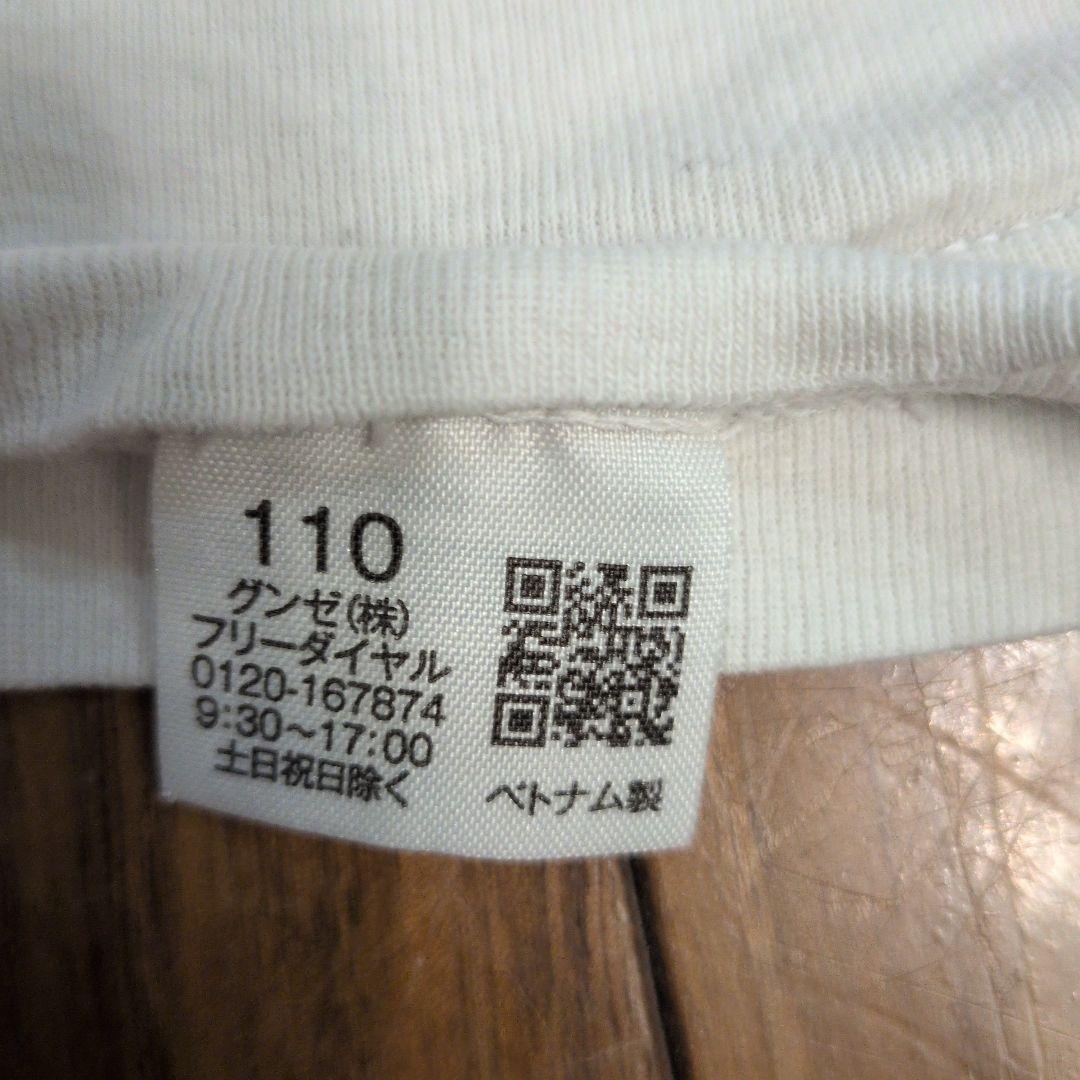 110
グンゼ(株)
フリーダイヤル
0120-167874
9:30~17:00
土日祝日除く
ベトナム製